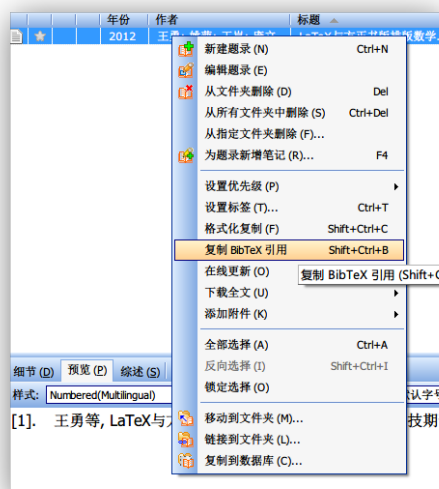 年份 作者 标题
2012
新建题录 (N) Ctrl+N
编辑题录 (E)
从文件夹删除 (D) Del
从所有文件夹中删除 (S) Ctrl+Del
从指定文件夹删除 (F)...
为题录新增笔记 (R)... F4
设置优先级 (P)
设置标签 (T)... Ctrl+T
格式化复制 (F) Shift+Ctrl+C
复制 BibTeX 引用 Shift+Ctrl+B
在线更新 (O) 复制 BibTeX 引用 (Shift+C
下载全文 (U)
添加附件 (K)
全部选择 (A) Ctrl+A
反向选择 (I) Shift+Ctrl+I
锁定选择 (O)
细节 (D) 预览 (P) 综述 (S)
样式: Numbered(Multilingual) 认字号
移动到文件夹 (M)...
[1]. 王勇等, LaTeX与 技期
链接到文件夹 (L)...
复制到数据库 (C)...